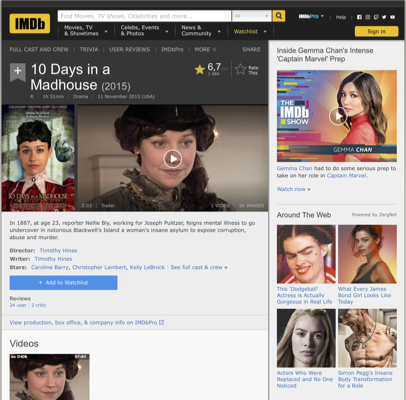 IMDb
Find Movies, TV shows, Celebrities and more...
All
IMDbPro
Help
Movies, TV
& Showtimes
Celebs, Events
& Photos
News &
Community
Watchlist
Sign in
FULL CAST AND CREW | TRIVIA | USER REVIEWS | IMDbPro | MORE
SHARE
10 Days in a
Madhouse (2015)
6,7
Rate
This
R | 1h 51min | Drama | 11 November 2015 (USA)
10 DAYS IN A MADHOUSE
2:03 | Trailer
1 VIDEO
In 1887, at age 23, reporter Nellie Bly, working for Joseph Pulitzer, feigns mental illness to go
undercover in notorious Blackwell's Island a woman's insane asylum to expose corruption,
abuse and murder.
Director: Timothy Hines
Writer: Timothy Hines
Stars: Caroline Barry, Christopher Lambert, Kelly LeBrock | See full cast & crew »
+ Add to Watchlist
Reviews
24 user | 2 critic
View production, box office, & company info on IMDbPro
Videos
Inside Gemma Chan's Intense
'Captain Marvel' Prep
THE
IMDb
SHOW
GEMMA CHAN
Gemma Chan had to do some serious prep
to take on her role in Captain Marvel.
Watch now »
Around The Web
Powered by ZergNet
This 'Dodgeball'
Actress is Actually
Gorgeous in Real Life
What Every James
Bond Girl Looks Like
Today
Actors Who Were
Replaced and No One
Noticed
Simon Pegg's Insane
Body Transformation
for a Role